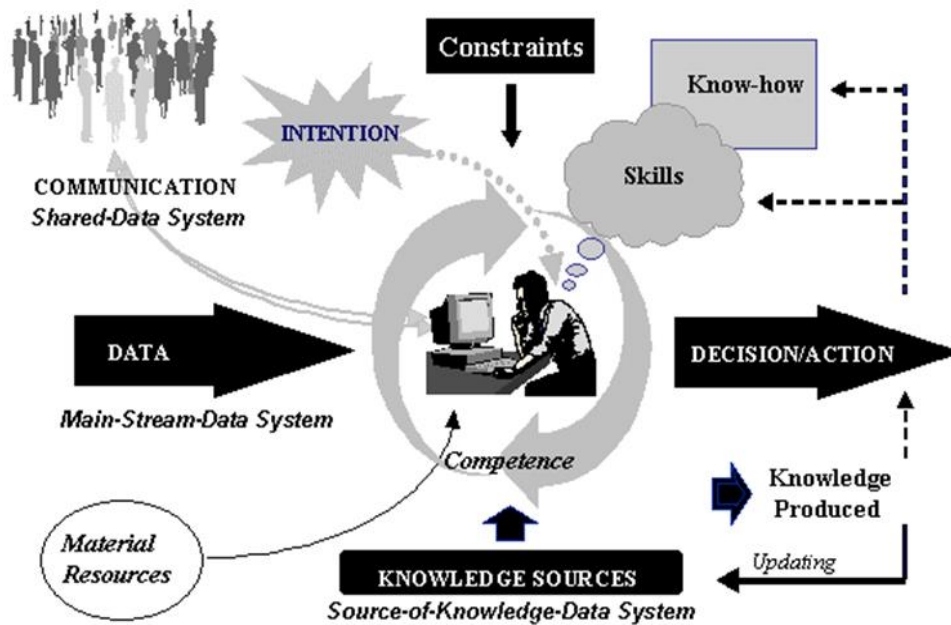 Constraints
Know-how
INTENTION
Skills
COMMUNICATION
Shared-Data System
DATA
DECISION/ACTION
Main-Stream-Data System
Competence
Knowledge
Produced
Material
Resources
Updating
KNOWLEDGE SOURCES
Source-of-Knowledge-Data System